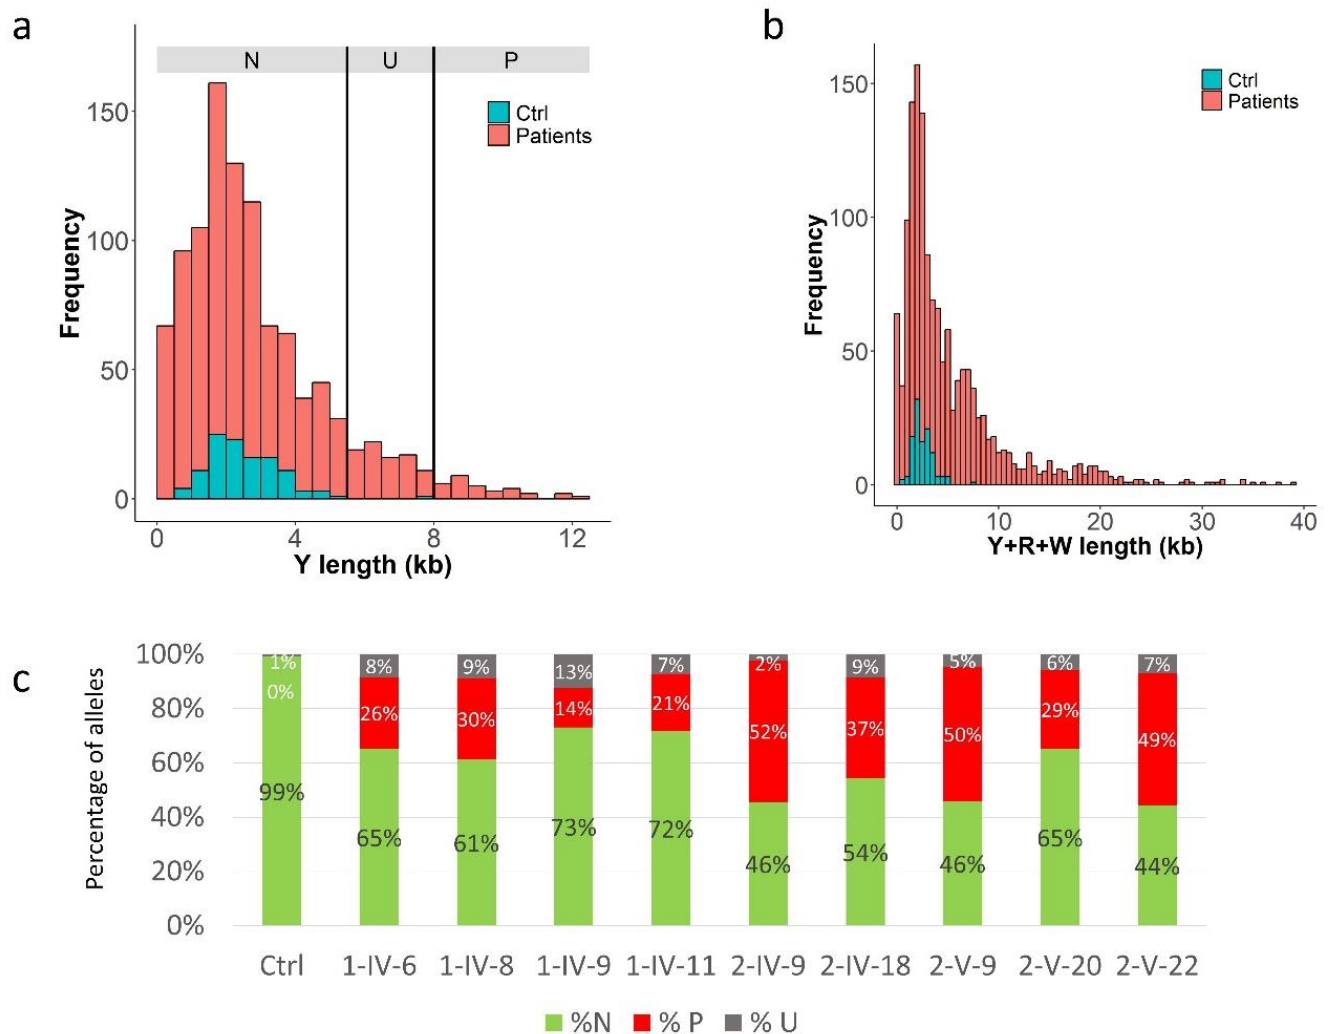 a
N U P
Ctrl
Patients
150
100
50
0
Frequency
0 4 8 12
Y length (kb)
b
Ctrl
Patients
150
100
50
0
Frequency
0 10 20 30 40
Y+R+W length (kb)
c
Percentage of alleles
100%
80%
60%
40%
20%
0%
1% 8% 9% 13% 7% 2% 9% 5% 6% 7%
0% 26% 30% 14% 21% 52% 37% 50% 29% 49%
99% 65% 61% 73% 72% 46% 54% 46% 65% 44%
Ctrl 1-IV-6 1-IV-8 1-IV-9 1-IV-11 2-IV-9 2-IV-18 2-V-9 2-V-20 2-V-22
%N % P % U